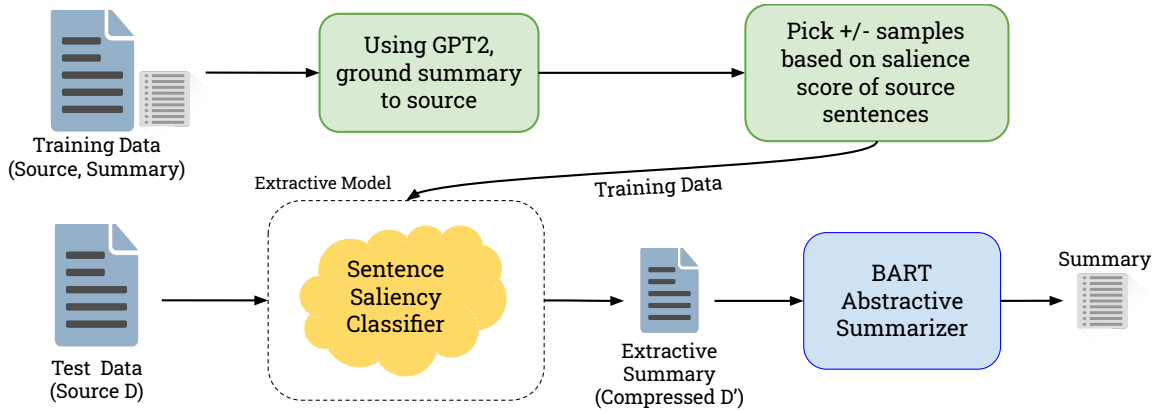 Training Data
(Source, Summary)
Using GPT2,
ground summary
to source
Pick +/- samples
based on salience
score of source
sentences
Training Data
Extractive Model
Test  Data
(Source D)
Sentence
Saliency
Classifier
Extractive
Summary
(Compressed D')
BART
Abstractive
Summarizer
Summary